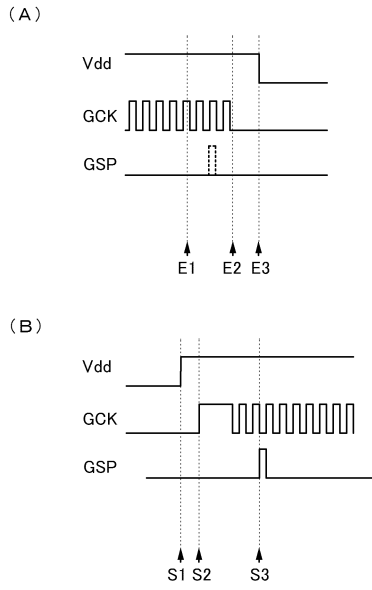 (A)
Vdd
GCK
GSP
E1 E2 E3
(B)
Vdd
GCK
GSP
S1 S2 S3